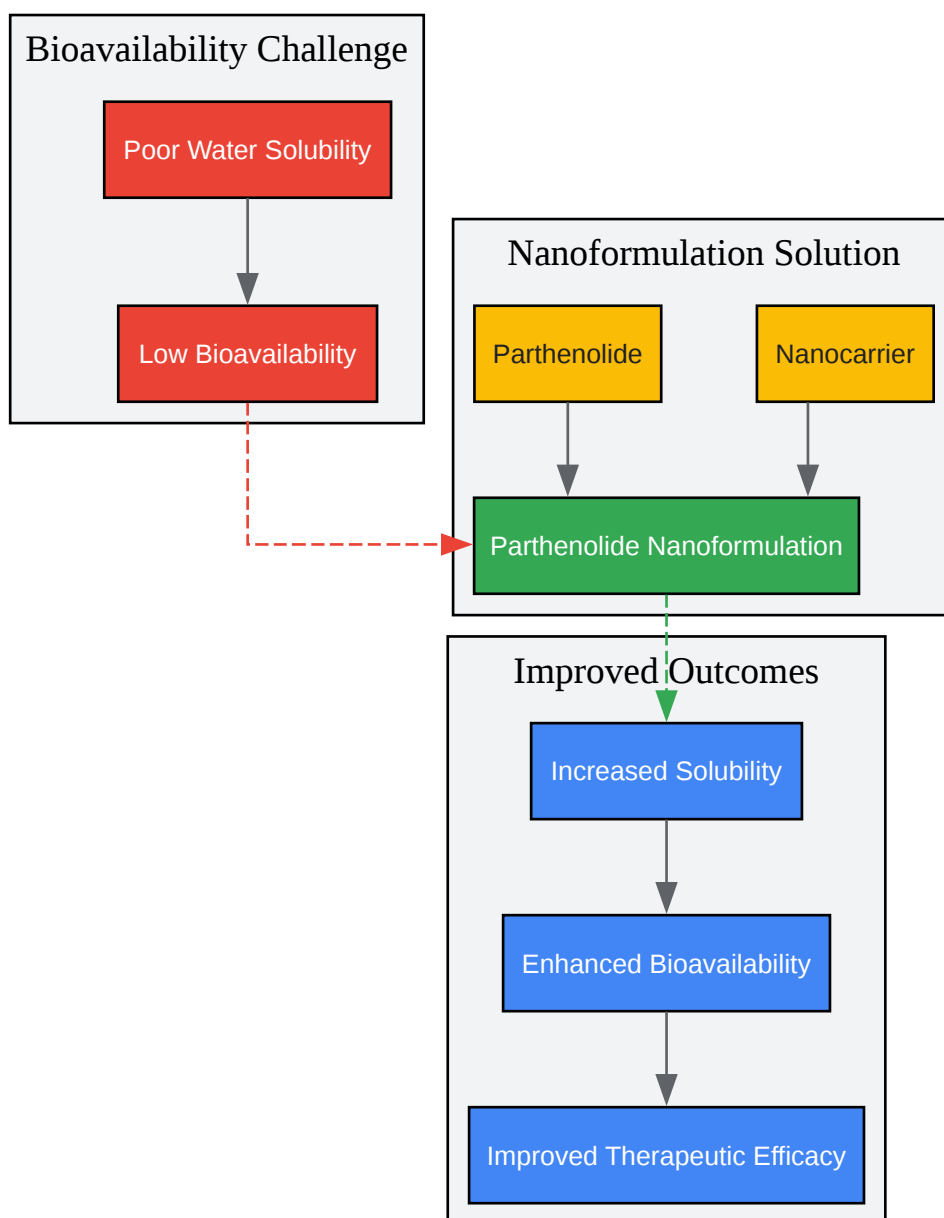 Bioavailability Challenge
Poor Water Solubility
Low Bioavailability
Nanoformulation Solution
Parthenolide
Nanocarrier
Parthenolide Nanoformulation
Improved Outcomes
Increased Solubility
Enhanced Bioavailability
Improved Therapeutic Efficacy